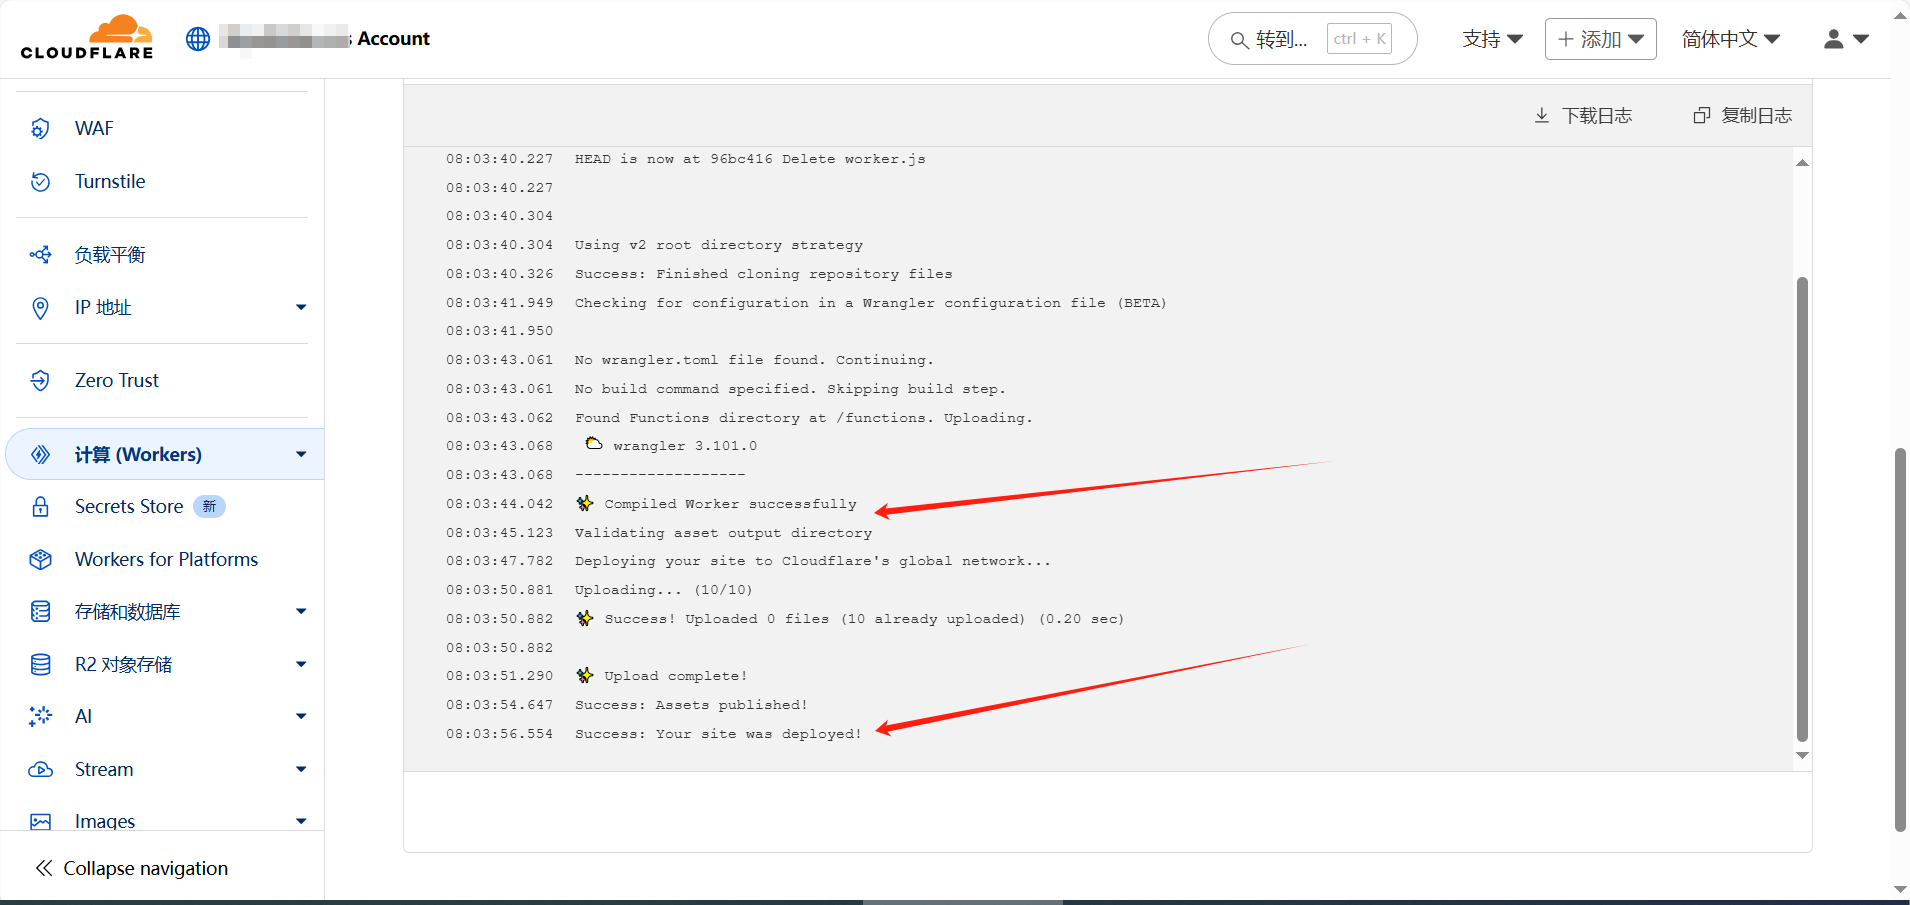 CLOUDFLARE
Account
转到...
ctrl + K
支持
添加
简体中文
WAF
Turnstile
负载平衡
IP 地址
Zero Trust
计算 (Workers)
Secrets Store 新
Workers for Platforms
存储和数据库
R2 对象存储
AI
Stream
Images
Collapse navigation
下载日志
复制日志
08:03:40.227 HEAD is now at 96bc416 Delete worker.js
08:03:40.227
08:03:40.304
08:03:40.304 Using v2 root directory strategy
08:03:40.326 Success: Finished cloning repository files
08:03:41.949 Checking for configuration in a Wrangler configuration file (BETA)
08:03:41.950
08:03:43.061 No wrangler.toml file found. Continuing.
08:03:43.061 No build command specified. Skipping build step.
08:03:43.062 Found Functions directory at /functions. Uploading.
08:03:43.068 ⛅ wrangler 3.101.0
08:03:43.068 -------------------
08:03:44.042 ✨ Compiled Worker successfully
08:03:45.123 Validating asset output directory
08:03:47.782 Deploying your site to Cloudflare's global network...
08:03:50.881 Uploading... (10/10)
08:03:50.882 ✨ Success! Uploaded 0 files (10 already uploaded) (0.20 sec)
08:03:50.882
08:03:51.290 ✨ Upload complete!
08:03:54.647 Success: Assets published!
08:03:56.554 Success: Your site was deployed!